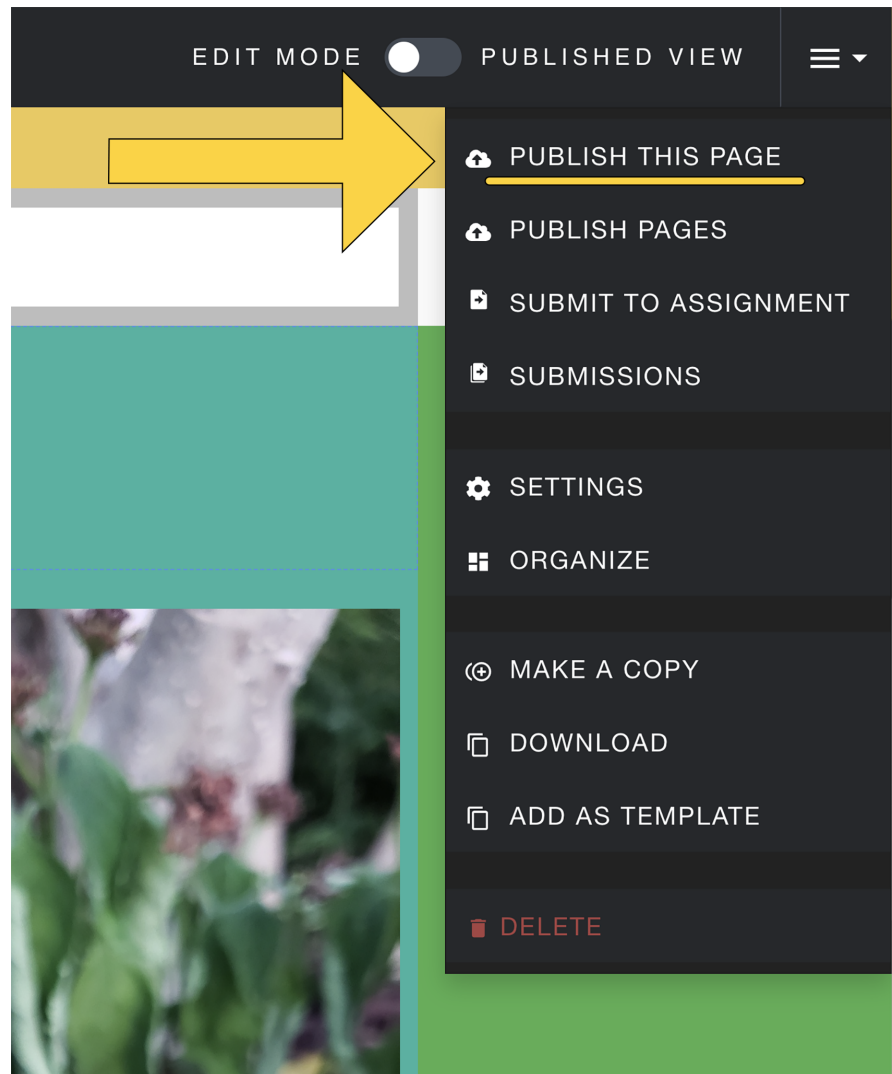 EDIT MODE PUBLISHED VIEW
PUBLISH THIS PAGE
PUBLISH PAGES
SUBMIT TO ASSIGNMENT
SUBMISSIONS
SETTINGS
ORGANIZE
MAKE A COPY
DOWNLOAD
ADD AS TEMPLATE
DELETE